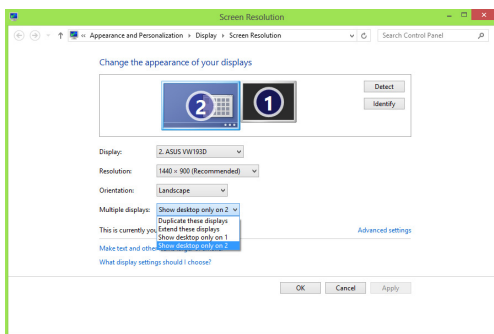 Screen Resolution
« Appearance and Personalization › Display › Screen Resolution
Search Control Panel
Change the appearance of your displays
2
1
Detect
Identify
Display: 2. ASUS VW193D
Resolution: 1440 × 900 (Recommended)
Orientation: Landscape
Multiple displays: Show desktop only on 2
Duplicate these displays
This is currently you Extend these displays
Advanced settings
Show desktop only on 1
Make text and othe Show desktop only on 2
What display settings should I choose?
OK Cancel Apply